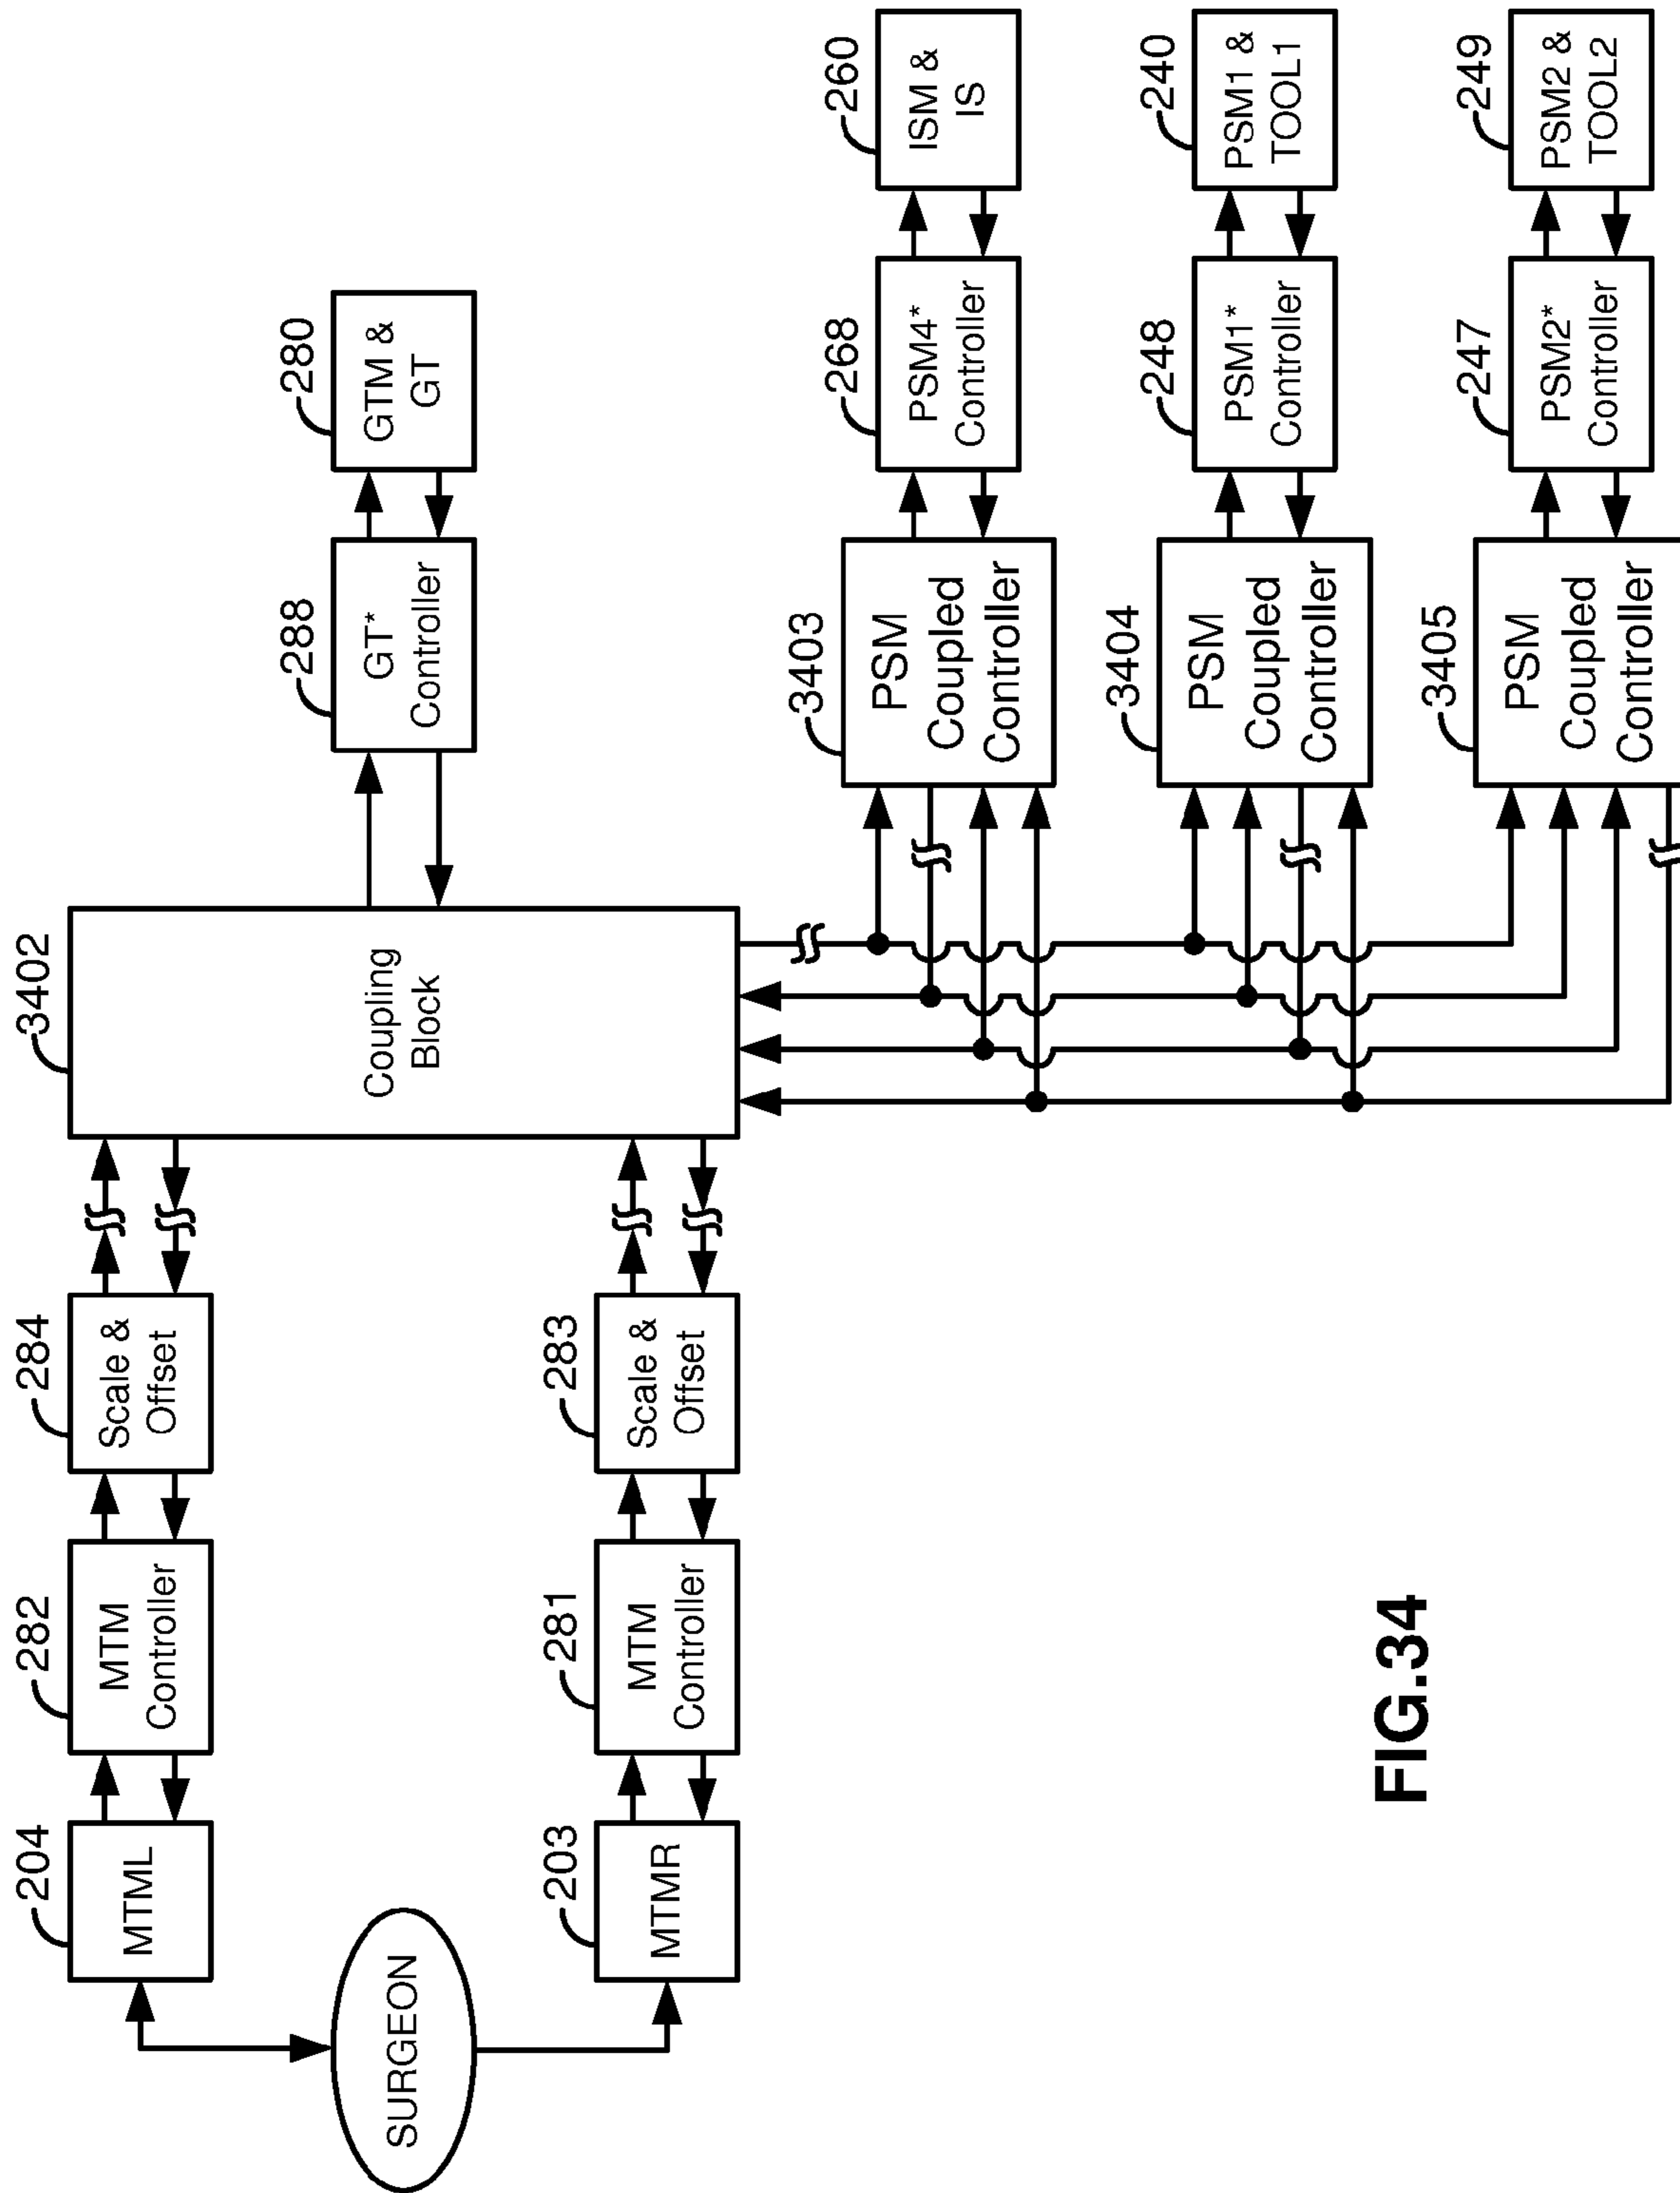 204
MTML
282
MTM
Controller
284
Scale &
Offset
3402
Coupling
Block
288
GT*
Controller
280
GTM &
GT
SURGEON
203
MTMR
281
MTM
Controller
283
Scale &
Offset
3403
PSM
Coupled
Controller
268
PSM4*
Controller
260
ISM &
IS
3404
PSM
Coupled
Controller
248
PSM1*
Controller
240
PSM1 &
TOOL1
3405
PSM
Coupled
Controller
247
PSM2*
Controller
249
PSM2 &
TOOL2
FIG.34